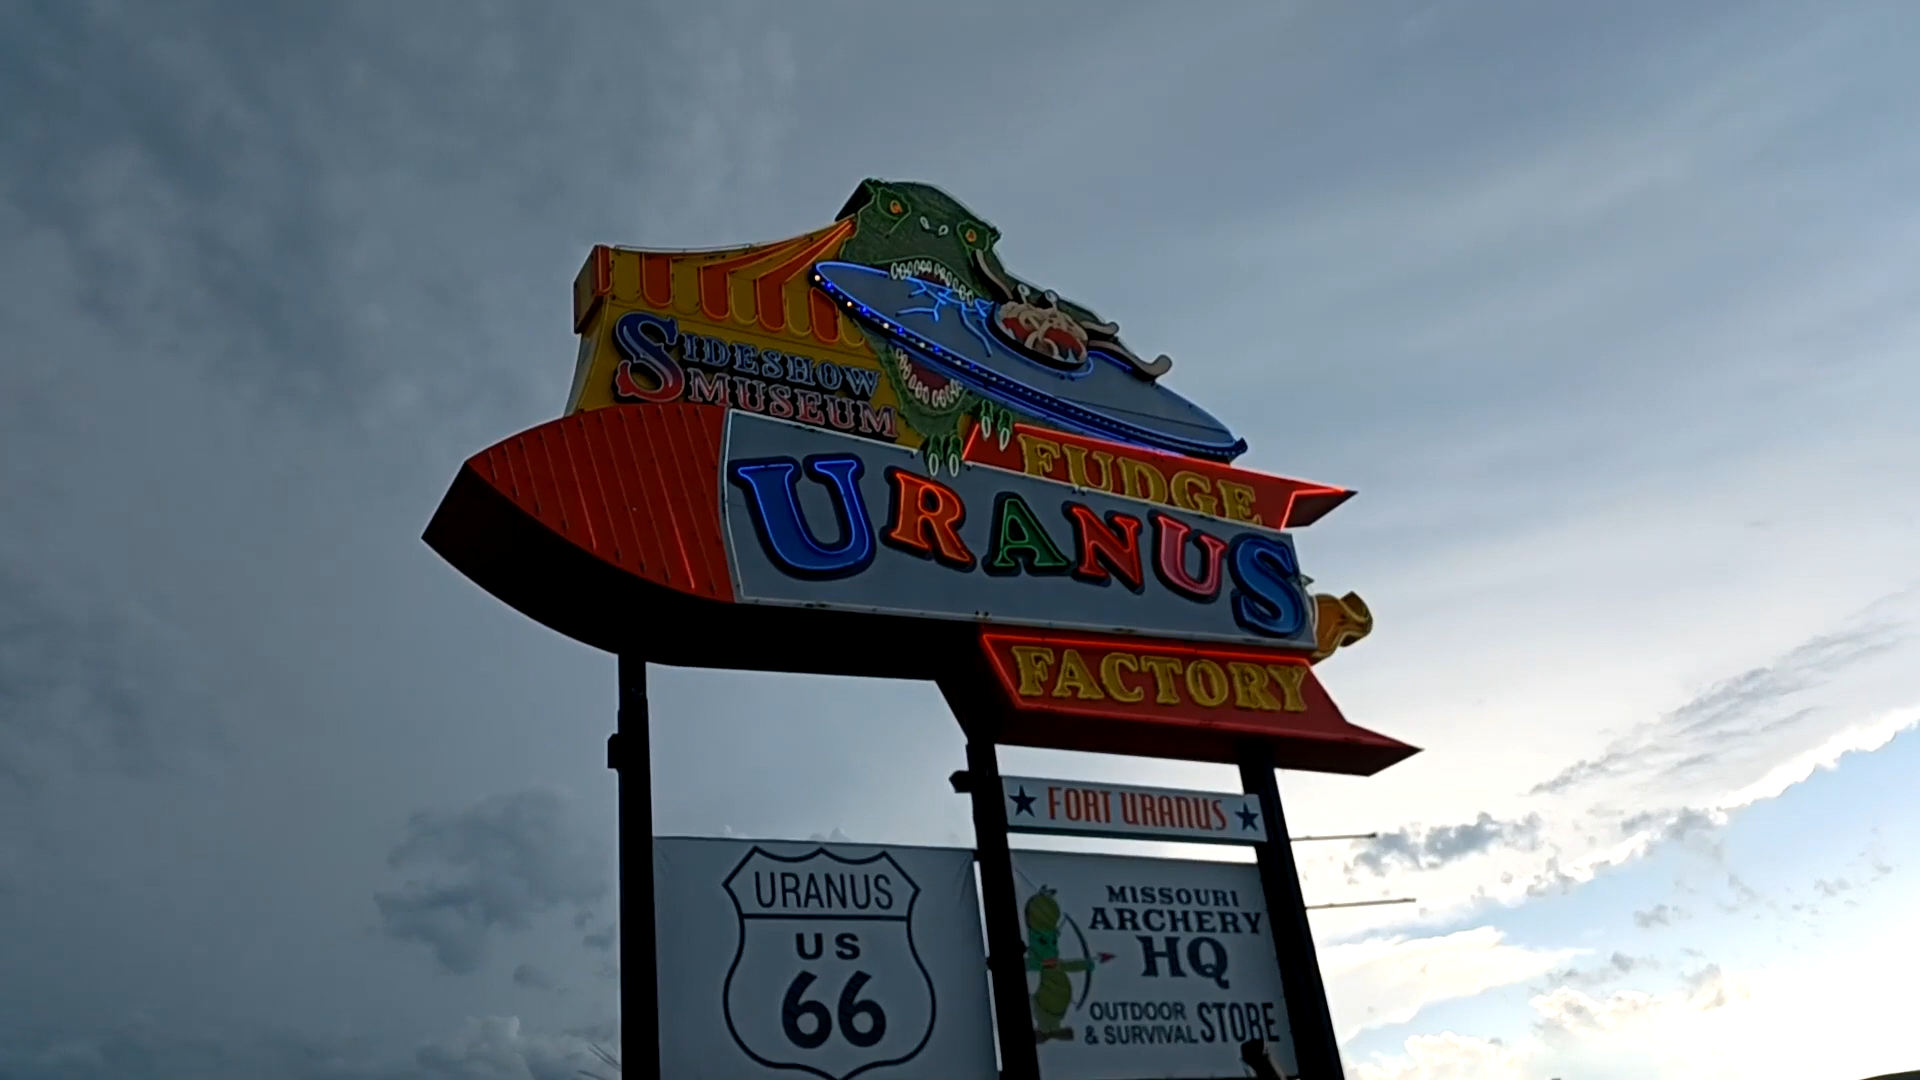 SIDESHOW
MUSEUM
FUDGE
URANUS
FACTORY
FORT URANUS
URANUS
US
66
MISSOURI
ARCHERY
HQ
OUTDOOR
& SURVIVAL STORE